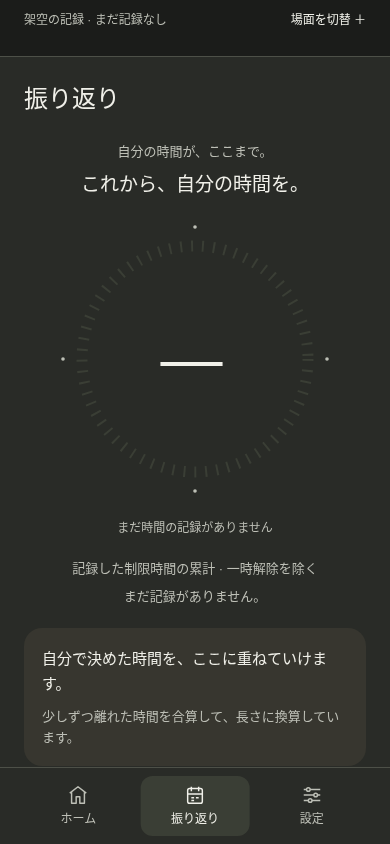 架空の記録 · まだ記録なし
場面を切替 ＋
振り返り
自分の時間が、ここまで。
これから、自分の時間を。
まだ時間の記録がありません
記録した制限時間の累計 · 一時解除を除く
まだ記録がありません。
自分で決めた時間を、ここに重ねていけま
す。
少しずつ離れた時間を合算して、長さに換算してい
ます。
ホーム
振り返り
設定